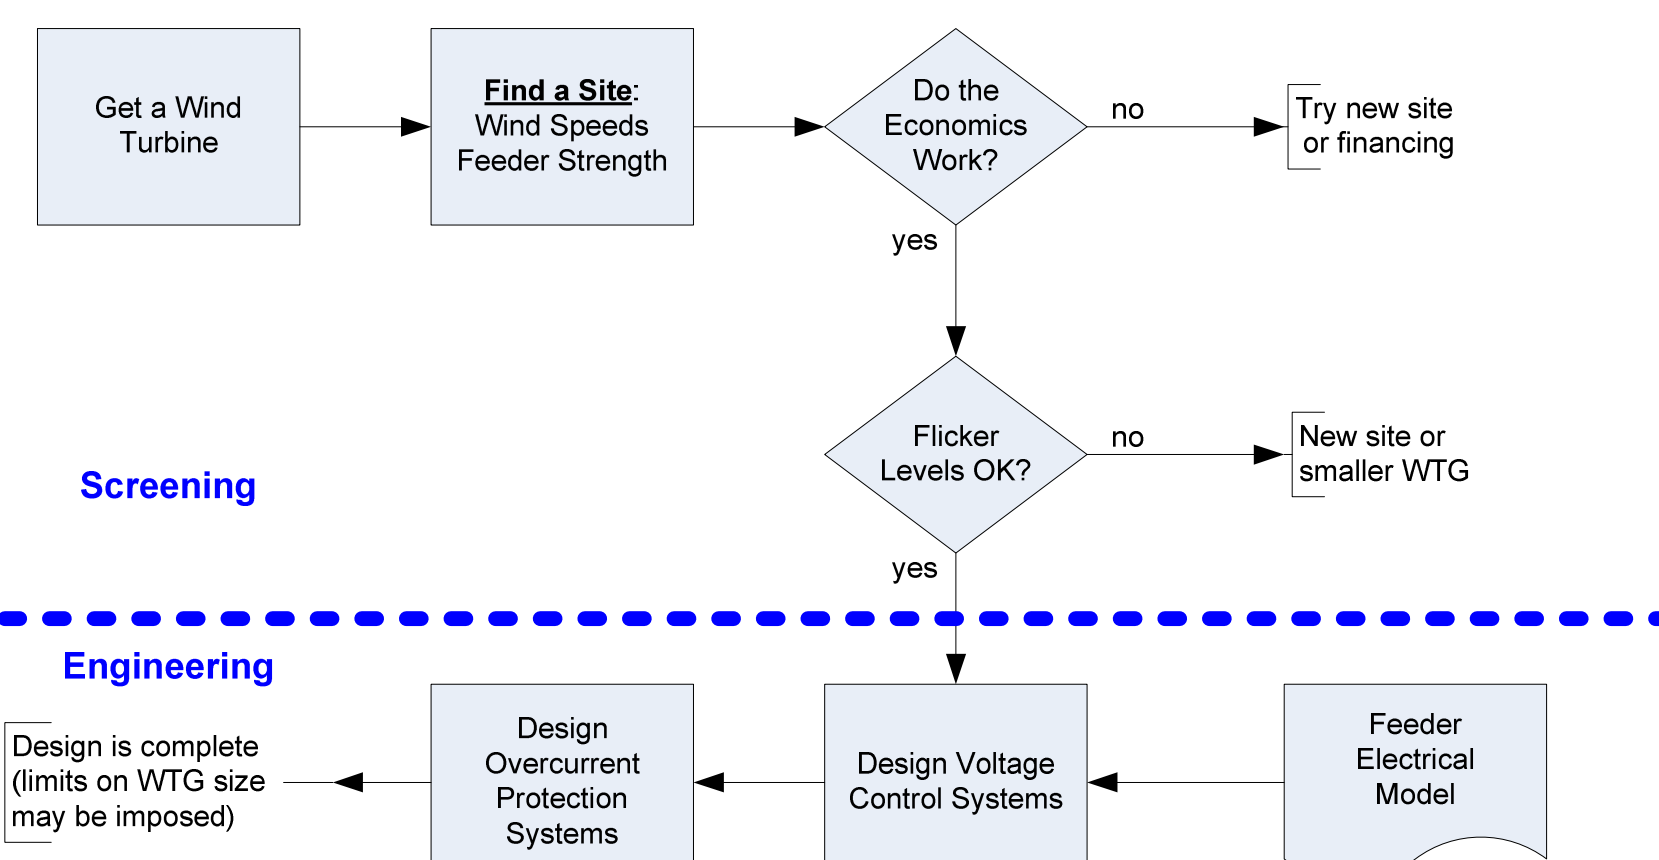 Get a Wind
Turbine
Find a Site:
Wind Speeds
Feeder Strength
Do the
Economics
Work?
no
Try new site
or financing
yes
Flicker
Levels OK?
no
New site or
smaller WTG
Screening
yes
Engineering
Design is complete
(limits on WTG size
may be imposed)
Design
Overcurrent
Protection
Systems
Design Voltage
Control Systems
Feeder
Electrical
Model